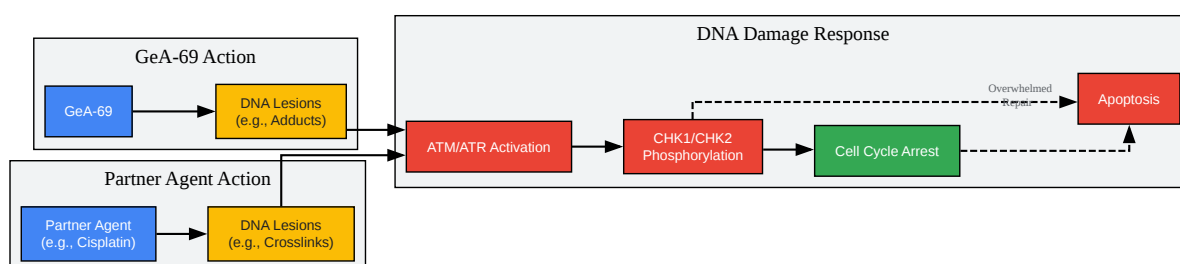 GeA-69 Action
GeA-69
DNA Lesions
(e.g., Adducts)
Partner Agent Action
Partner Agent
(e.g., Cisplatin)
DNA Lesions
(e.g., Crosslinks)
DNA Damage Response
ATM/ATR Activation
CHK1/CHK2
Phosphorylation
Cell Cycle Arrest
Overwhelmed
Repair
Apoptosis